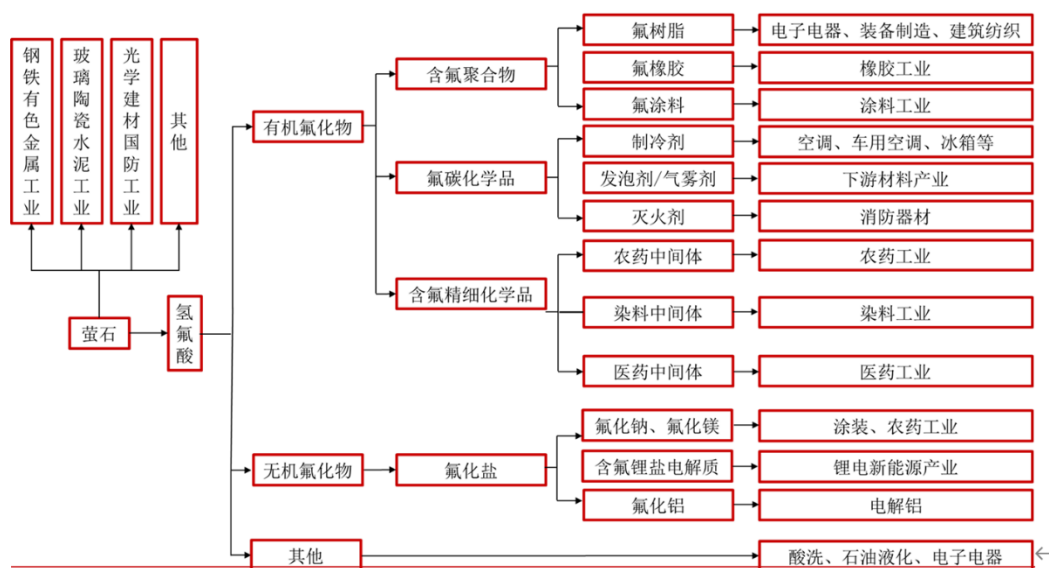 钢铁有色金属工业
玻璃陶瓷水泥工业
光学建材国防工业
其他
萤石
氢氟酸
有机氟化物
含氟聚合物
氟树脂
电子电器、装备制造、建筑纺织
氟橡胶
橡胶工业
氟涂料
涂料工业
氟碳化学品
制冷剂
空调、车用空调、冰箱等
发泡剂/气雾剂
下游材料产业
灭火剂
消防器材
含氟精细化学品
农药中间体
农药工业
染料中间体
染料工业
医药中间体
医药工业
无机氟化物
氟化盐
氟化钠、氟化镁
涂装、农药工业
含氟锂盐电解质
锂电新能源产业
氟化铝
电解铝
其他
酸洗、石油液化、电子电器